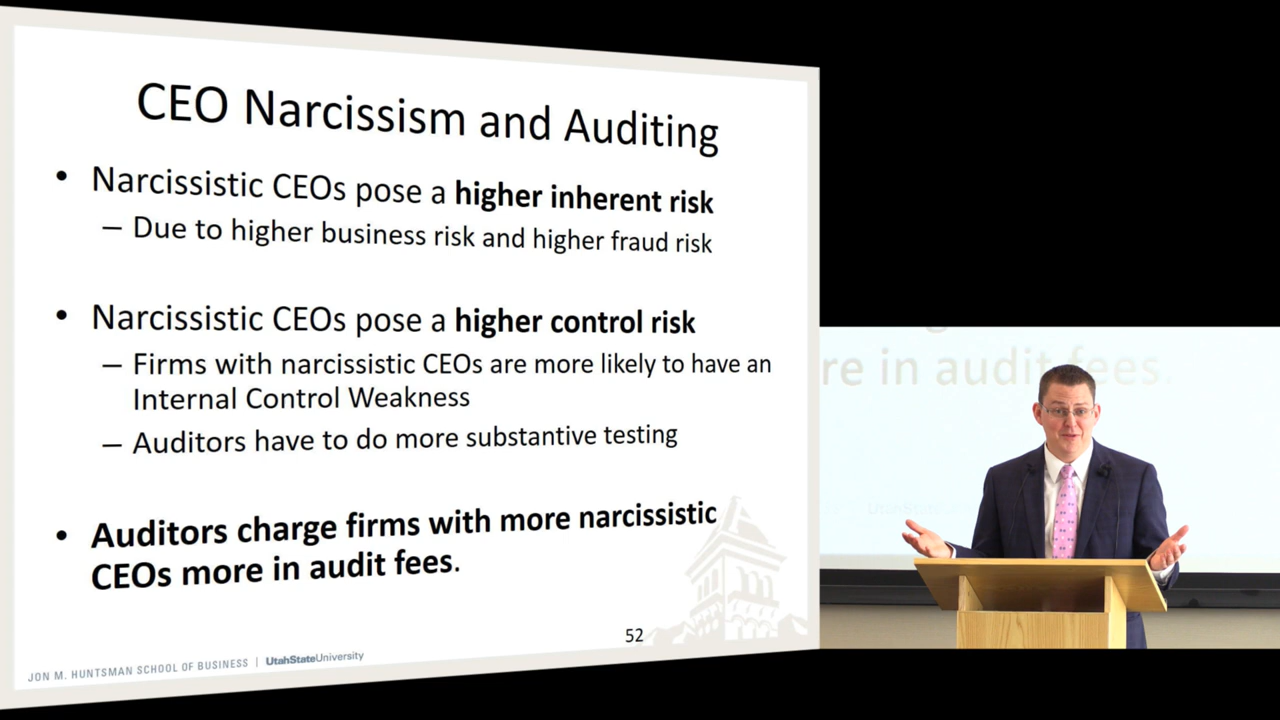 CEO Narcissism and Auditing
• Narcissistic CEOs pose a higher inherent risk
– Due to higher business risk and higher fraud risk
• Narcissistic CEOs pose a higher control risk
– Firms with narcissistic CEOs are more likely to have an
Internal Control Weakness
– Auditors have to do more substantive testing
• Auditors charge firms with more narcissistic
CEOs more in audit fees.
52
JON M. HUNTSMAN SCHOOL OF BUSINESS | UtahStateUniversity
re in audit fees.